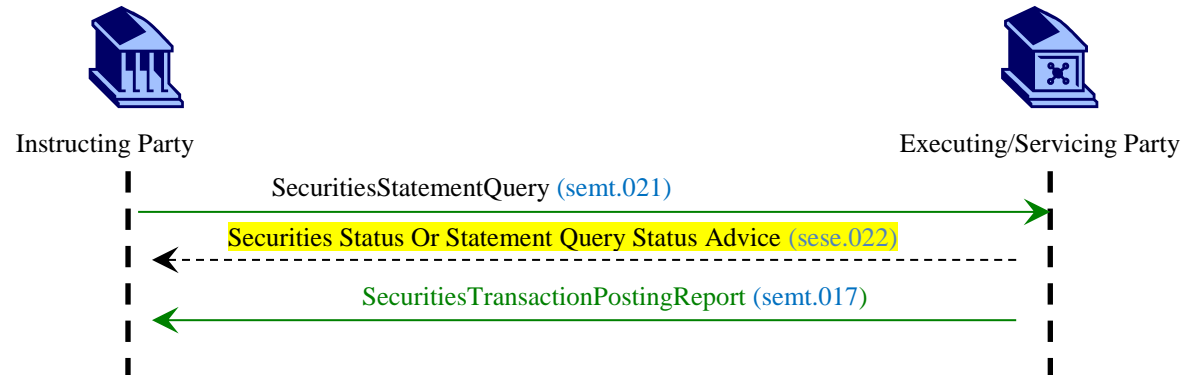 Instructing Party
Executing/Servicing Party
SecuritiesStatementQuery (semt.021)
Securities Status Or Statement Query Status Advice (sese.022)
SecuritiesTransactionPostingReport (semt.017)